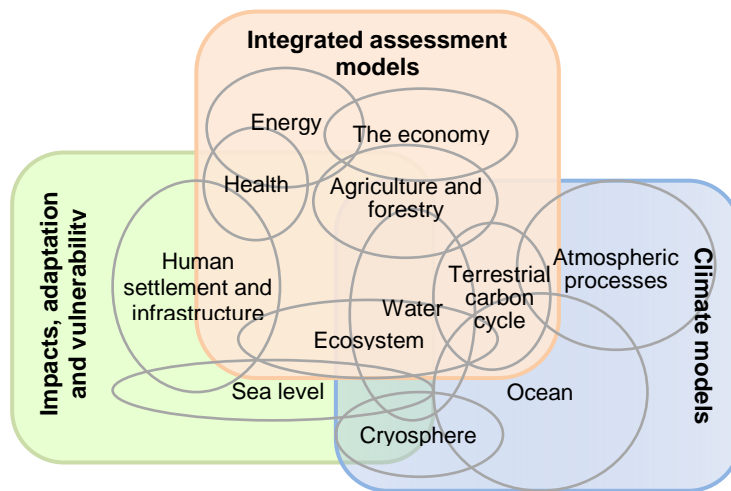 Integrated assessment
models
Energy
The economy
Health
Agriculture and
forestry
Impacts, adaptation
and vulnerability
Human
settlement and
infrastructure
Water
Terrestrial
carbon
cycle
Atmospheric
processes
Climate models
Ecosystem
Sea level
Ocean
Cryosphere